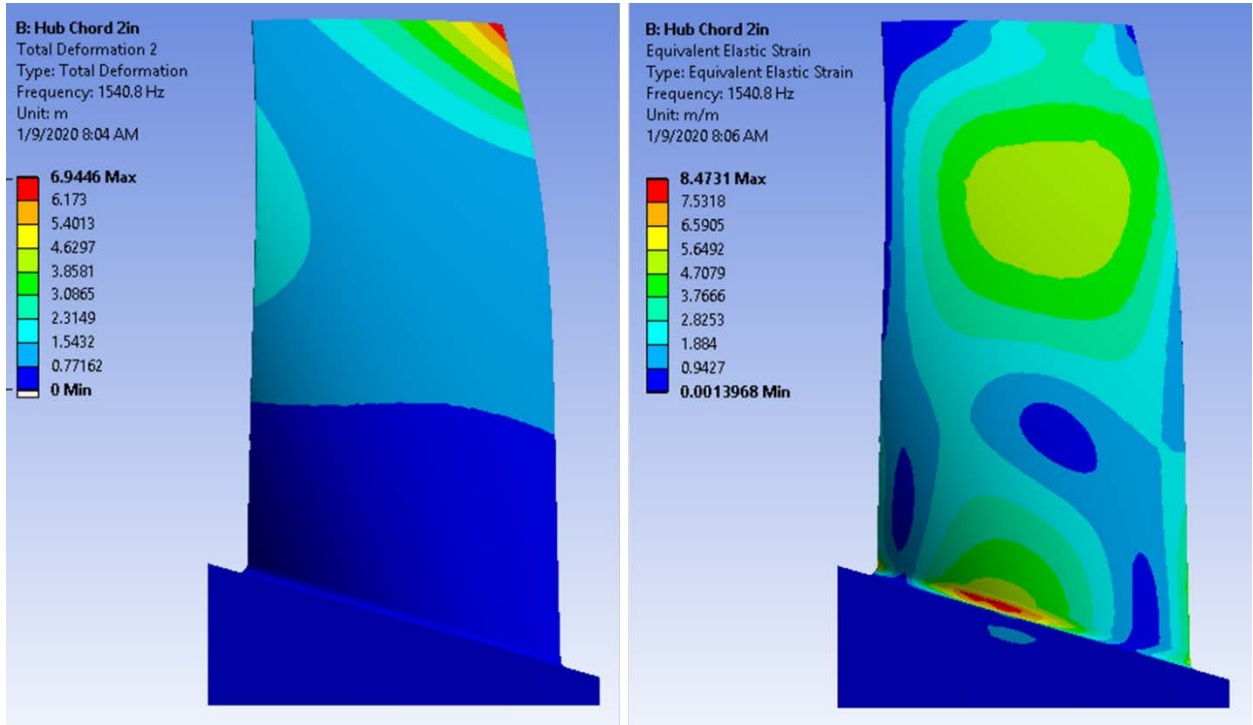 B: Hub Chord 2in
Total Deformation 2
Type: Total Deformation
Frequency: 1540.8 Hz
Unit: m
1/9/2020 8:04 AM
6.9446 Max
6.173
5.4013
4.6297
3.8581
3.0865
2.3149
1.5432
0.77162
0 Min
B: Hub Chord 2in
Equivalent Elastic Strain
Type: Equivalent Elastic Strain
Frequency: 1540.8 Hz
Unit: m/m
1/9/2020 8:06 AM
8.4731 Max
7.5318
6.5905
5.6492
4.7079
3.7666
2.8253
1.884
0.9427
0.0013968 Min